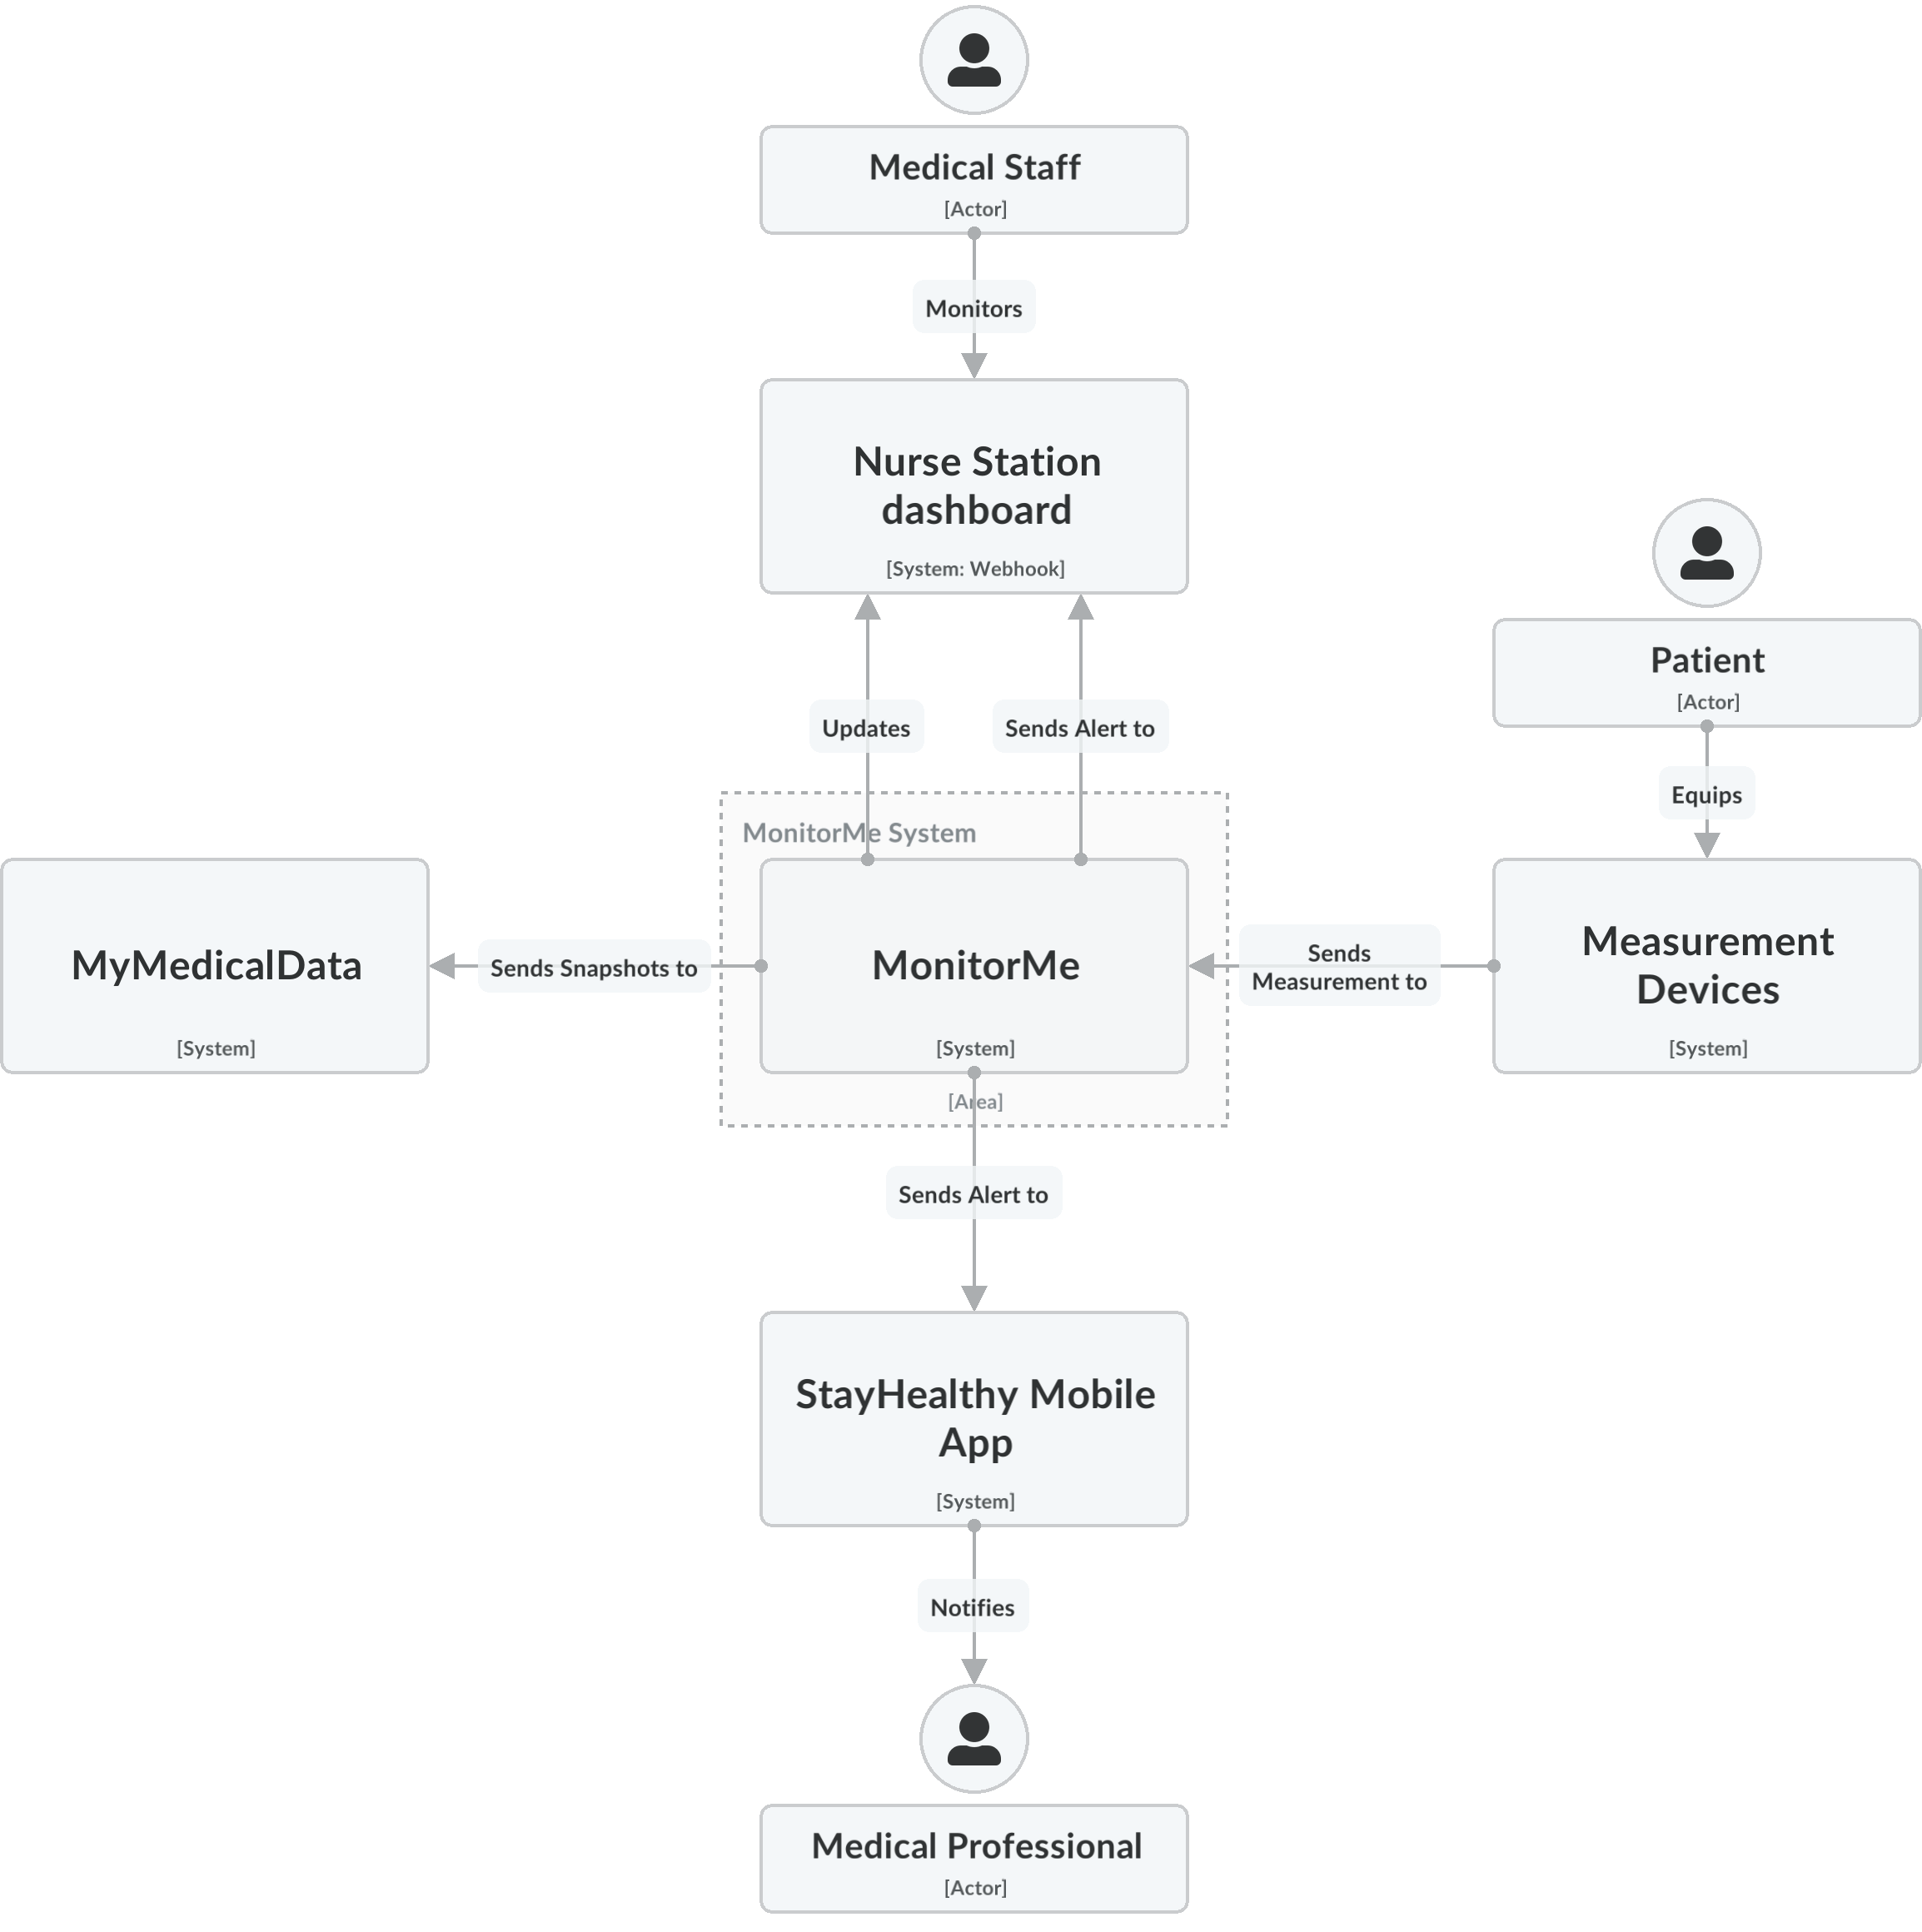 Medical Staff
[Actor]
Monitors
Nurse Station
dashboard
[System: Webhook]
Patient
[Actor]
Updates
Sends Alert to
Equips
MonitorMe System
MyMedicalData
[System]
Sends Snapshots to
MonitorMe
[System]
[Area]
Sends
Measurement to
Measurement
Devices
[System]
Sends Alert to
StayHealthy Mobile
App
[System]
Notifies
Medical Professional
[Actor]